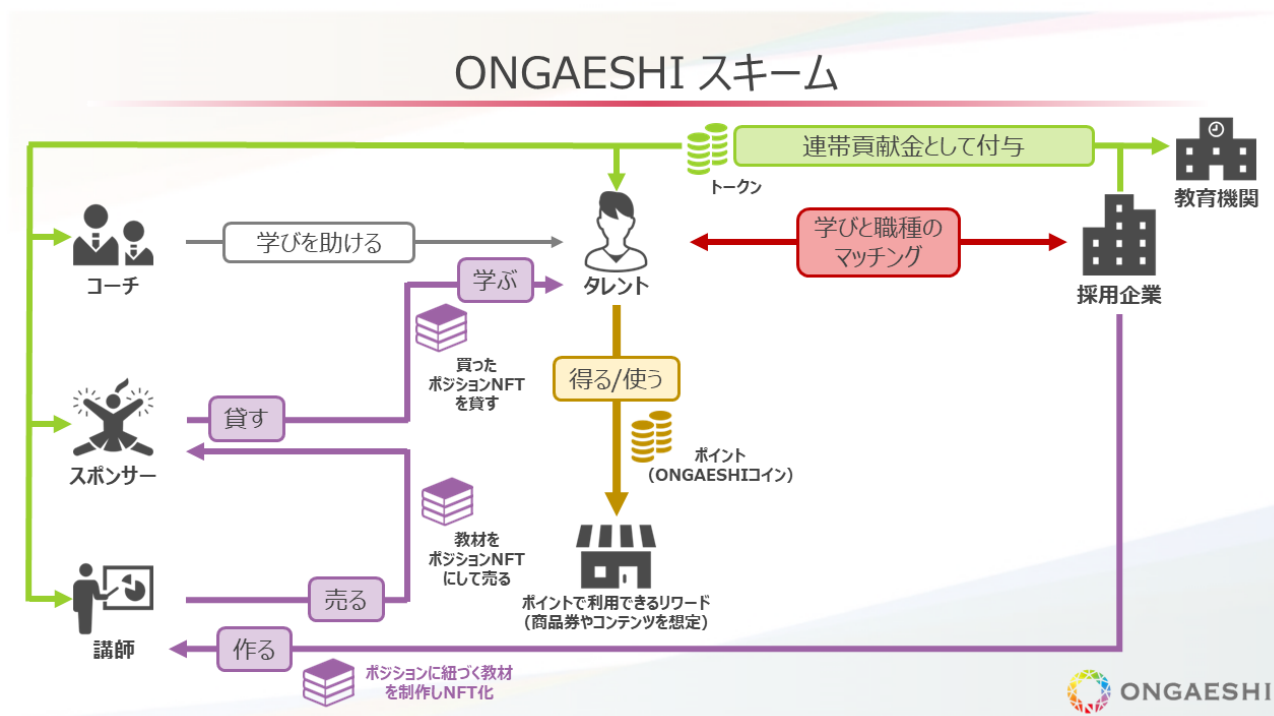 ONGAESHI スキーム
連帯貢献金として付与
トークン
教育機関
コーチ
学びを助ける
タレント
学びと職種の
マッチング
採用企業
学ぶ
買った
ポジションNFT
を貸す
得る/使う
スポンサー
貸す
ポイント
（ONGAESHIコイン）
教材を
ポジションNFT
にして売る
講師
売る
ポイントで利用できるリワード
（商品券やコンテンツを想定）
作る
ポジションに紐づく教材
を制作しNFT化
ONGAESHI